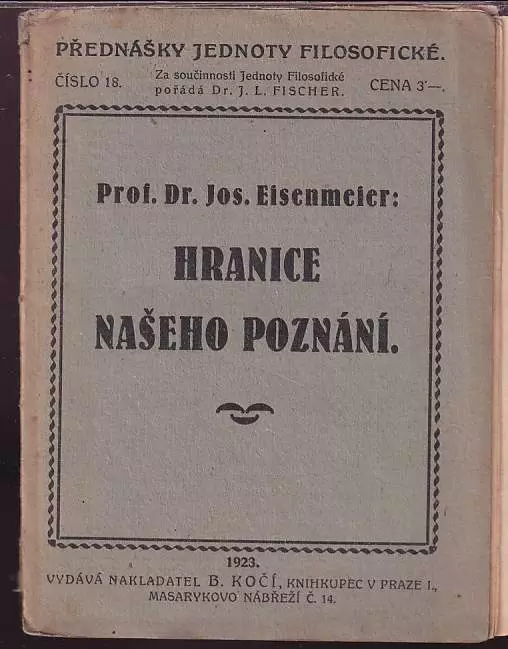 PŘEDNÁŠKY JEDNOTY FILOSOFICKÉ.
ČÍSLO 18.
Za součinnosti Jednoty Filosofické
pořádá Dr. J. L. FISCHER.
CENA 3·—.
Prof. Dr. Jos. Eisenmeier:
HRANICE
NAŠEHO POZNÁNÍ.
1923.
VYDÁVÁ NAKLADATEL B. KOČÍ, KNIHKUPEC V PRAZE I.,
MASARYKOVO NÁBŘEŽÍ Č. 14.